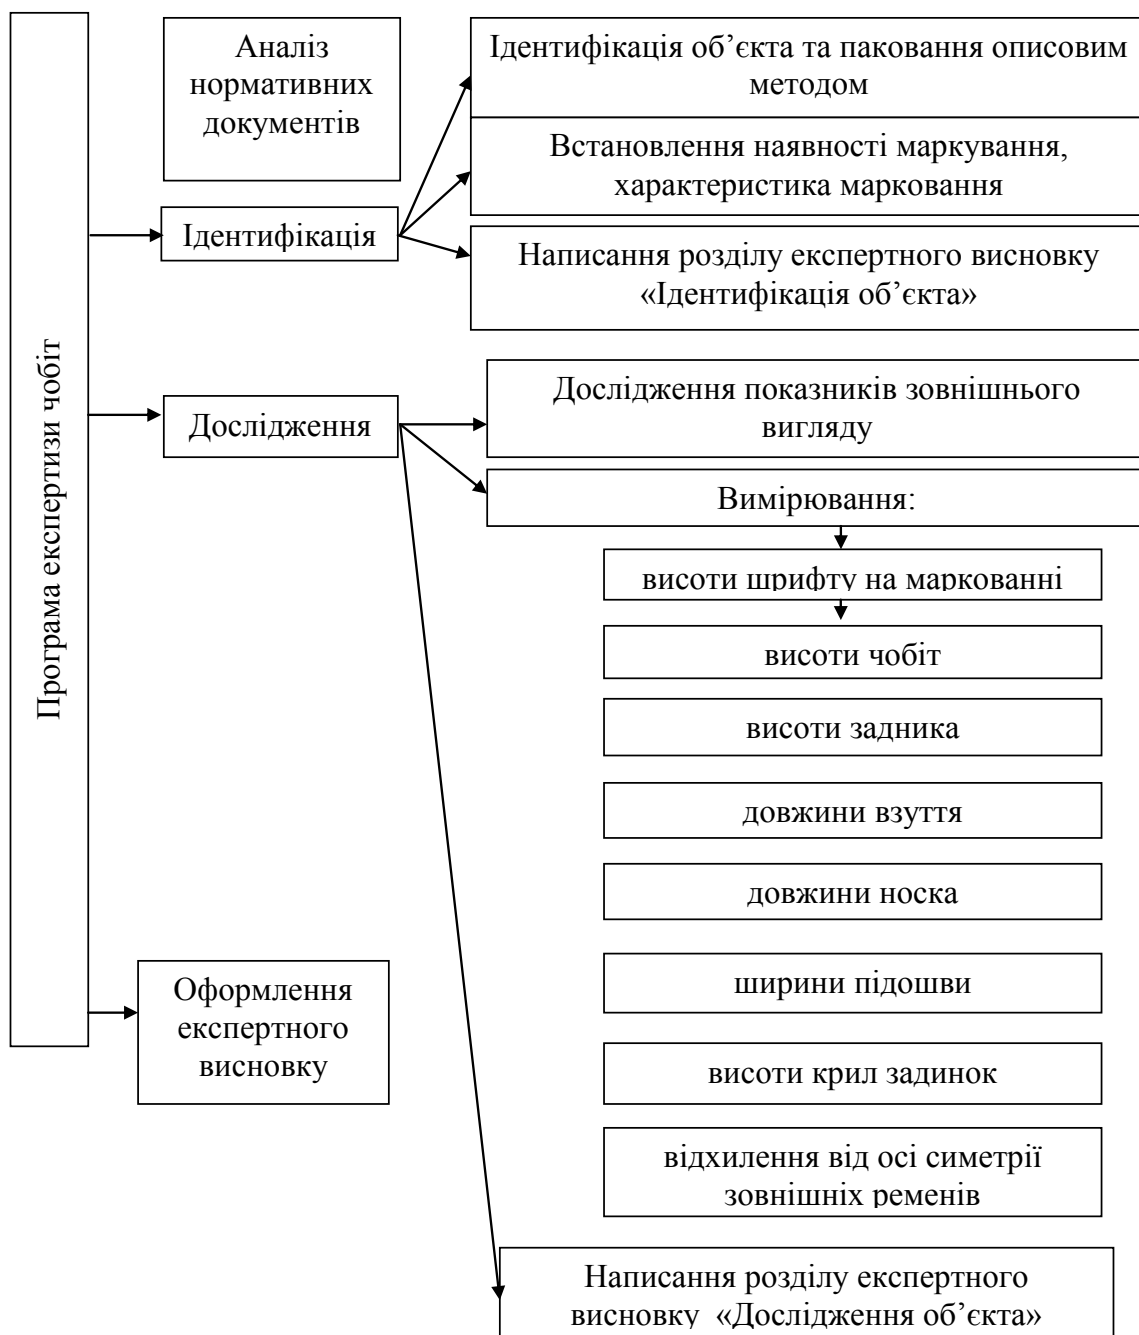 Програма експертизи чобіт
Аналіз
нормативних
документів
Ідентифікація
Ідентифікація об’єкта та паковання описовим
методом
Встановлення наявності маркування,
характеристика марковання
Написання розділу експертного висновку
«Ідентифікація об’єкта»
Дослідження
Дослідження показників зовнішнього
вигляду
Вимірювання:
висоти шрифту на маркованні
висоти чобіт
висоти задника
довжини взуття
довжини носка
ширини підошви
висоти крил задинок
відхилення від осі симетрії
зовнішніх ременів
Написання розділу експертного
висновку «Дослідження об’єкта»
Оформлення
експертного
висновку